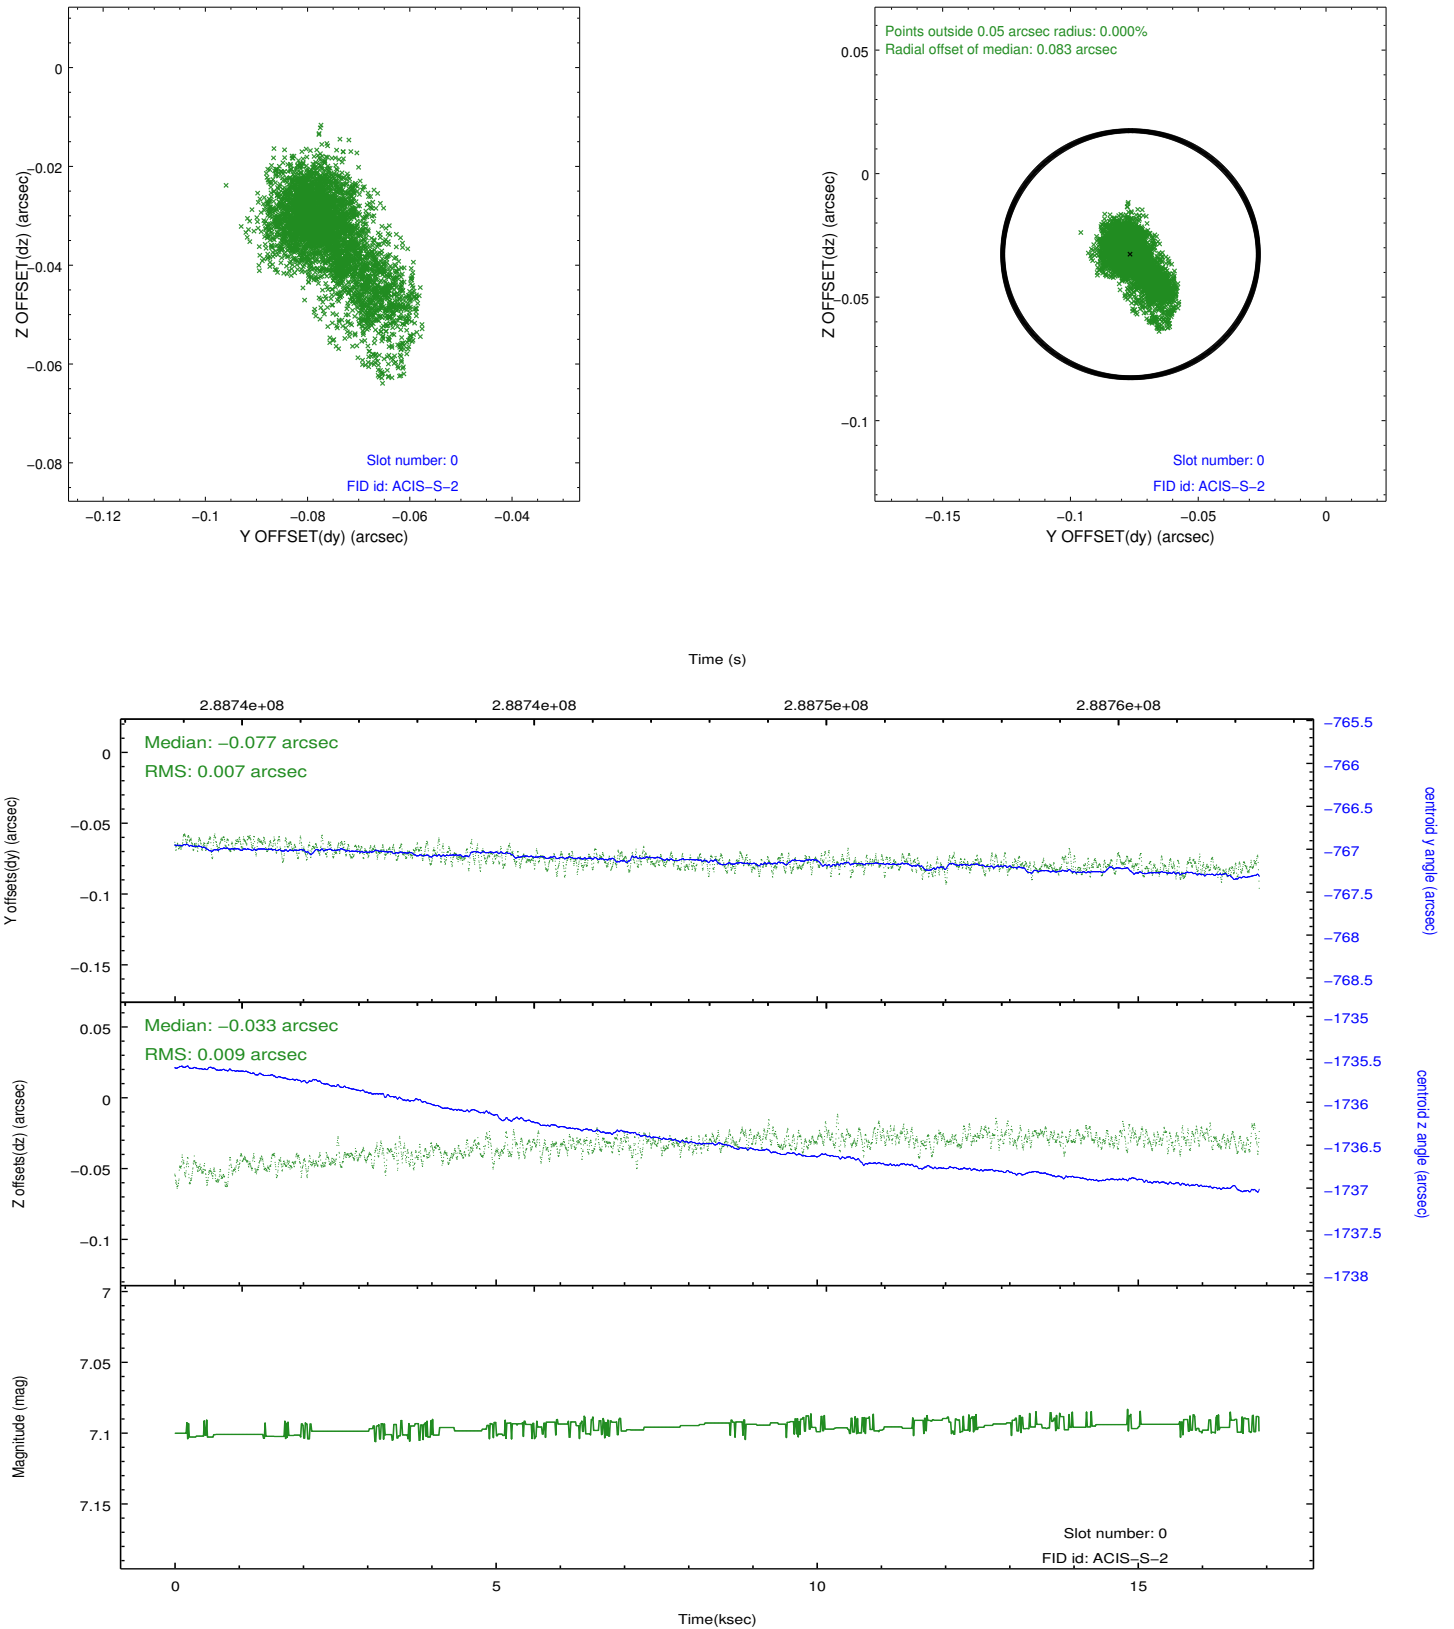 0
−0.02
−0.04
−0.06
−0.08
Z OFFSET(dz) (arcsec)
Slot number: 0
FID id: ACIS−S−2
−0.12
−0.1
−0.08
−0.06
−0.04
Y OFFSET(dy) (arcsec)
Points outside 0.05 arcsec radius: 0.000%
Radial offset of median: 0.083 arcsec
0.05
0
−0.05
−0.1
Z OFFSET(dz) (arcsec)
Slot number: 0
FID id: ACIS−S−2
−0.15
−0.1
−0.05
0
Y OFFSET(dy) (arcsec)
Time (s)
2.8874e+08
2.8874e+08
2.8875e+08
2.8876e+08
Median: −0.077 arcsec
RMS: 0.007 arcsec
0
−0.05
−0.1
−0.15
Y offsets(dy) (arcsec)
−765.5
−766
−766.5
−767
−767.5
−768
−768.5
centroid y angle (arcsec)
Median: −0.033 arcsec
RMS: 0.009 arcsec
0.05
0
−0.05
−0.1
Z offsets(dz) (arcsec)
−1735
−1735.5
−1736
−1736.5
−1737
−1737.5
−1738
centroid z angle (arcsec)
7
7.05
7.1
7.15
Magnitude (mag)
Slot number: 0
FID id: ACIS−S−2
0
5
10
15
Time(ksec)